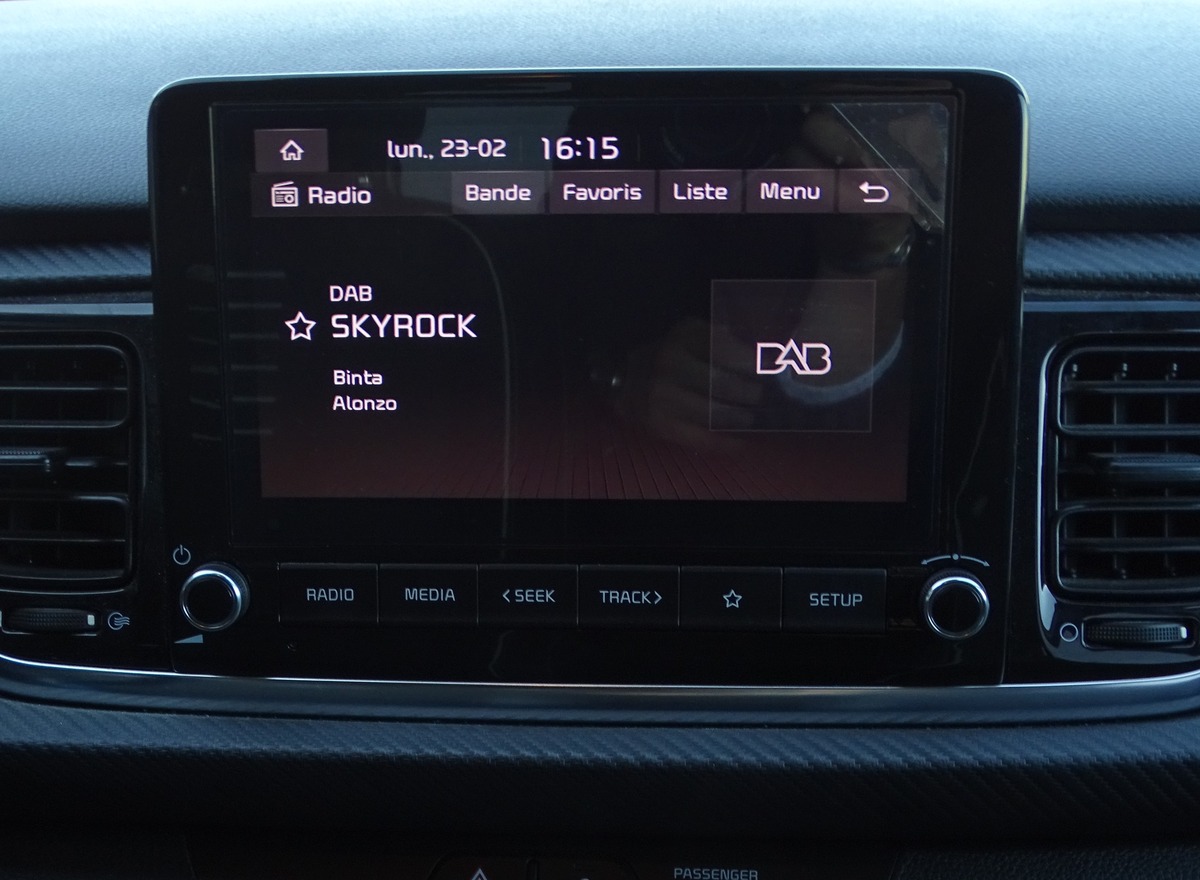 lun., 23-02 16:15
Radio Bande Favoris Liste Menu
DAB
SKYROCK
Binta
Alonzo
DAB
RADIO MEDIA <SEEK TRACK> SETUP
PASSENGER